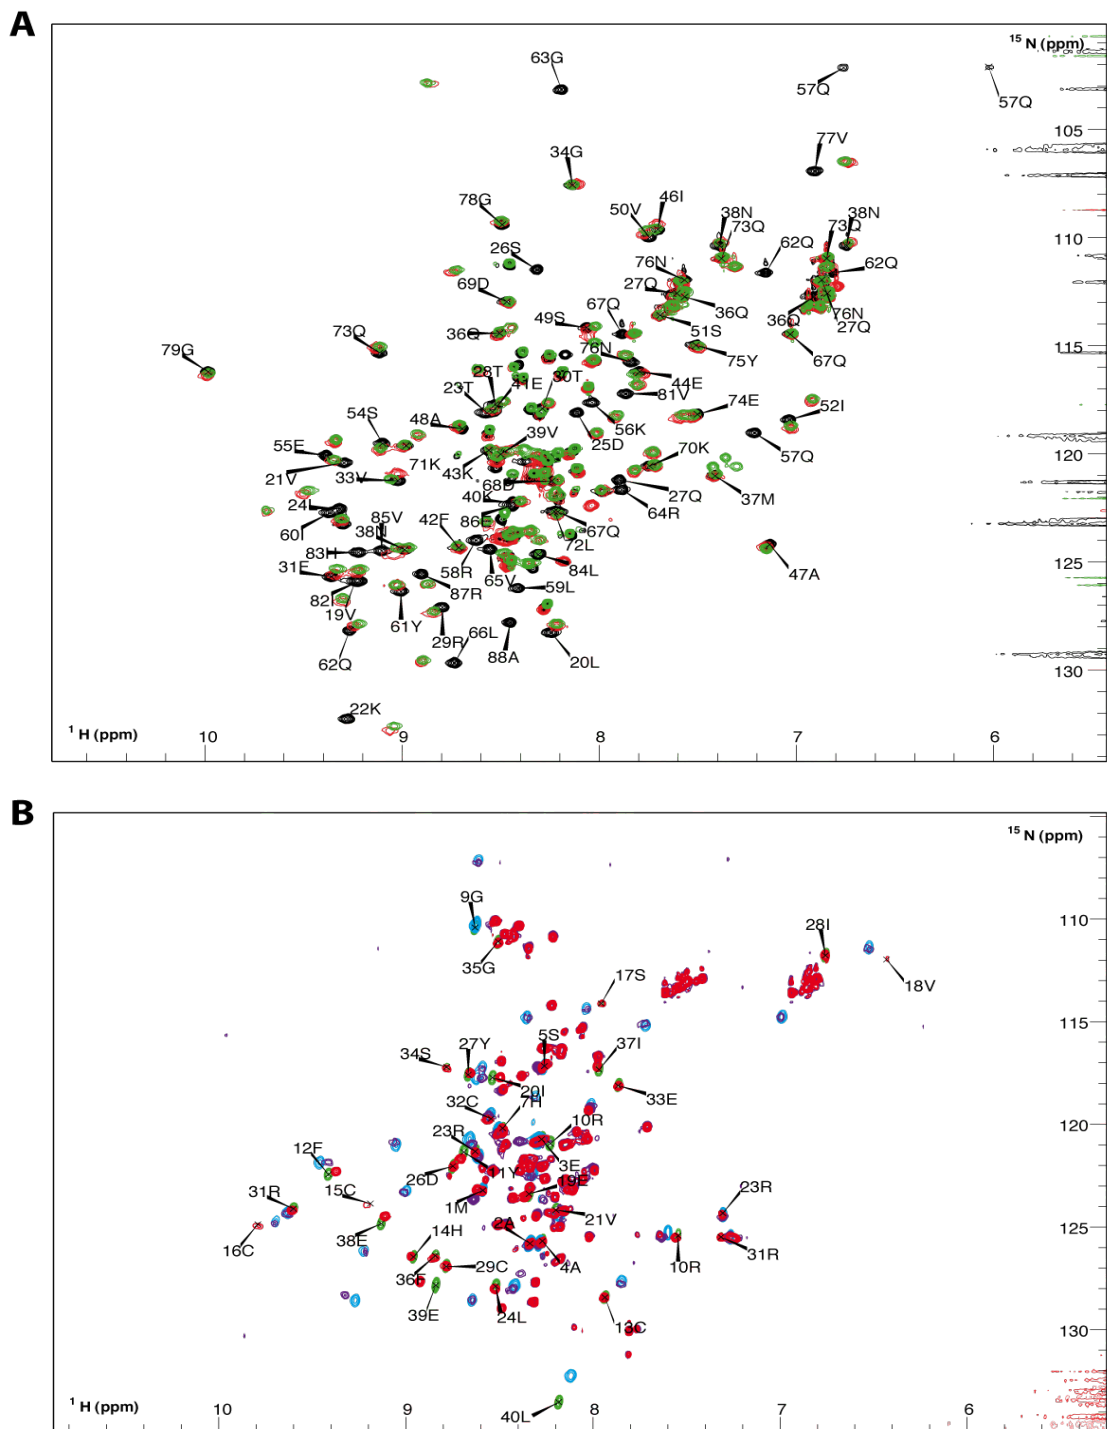 A
15 N (ppm)
63G
57Q
57Q
105
77V
34G
46I
78G
50V
38N
38N
73Q
73Q
110
26S
62Q
62Q
76N
69D
27Q
67Q
36Q
36Q
76N
49S
36Q
27Q
73Q
51S
67Q
76N
75Y
115
79G
28T
41E
30T
44E
23T
81V
54S
48A
39V
56K
74E
52I
25D
55E
57Q
120
21V
71K
43K
70K
33V
68D
24L
40K
27Q
37M
60I
85V
86E
64R
38N
42F
67Q
83H
72L
58R
31F
65V
84L
47A
125
87R
59L
82I
19V
61Y
29R
66L
62Q
88A
20L
130
22K
1 H (ppm)
10
9
8
7
6
B
15 N (ppm)
9G
110
28I
35G
17S
18V
115
5S
27Y
37I
34S
20I
33E
32C
7H
23R
10R
120
12F
3E
26D
11Y
19E
15C
23R
31R
1M
2A
21V
14H
125
38E
16C
4A
31R
36F
29C
10R
39E
24L
13C
130
40L
1 H (ppm)
10
9
8
7
6